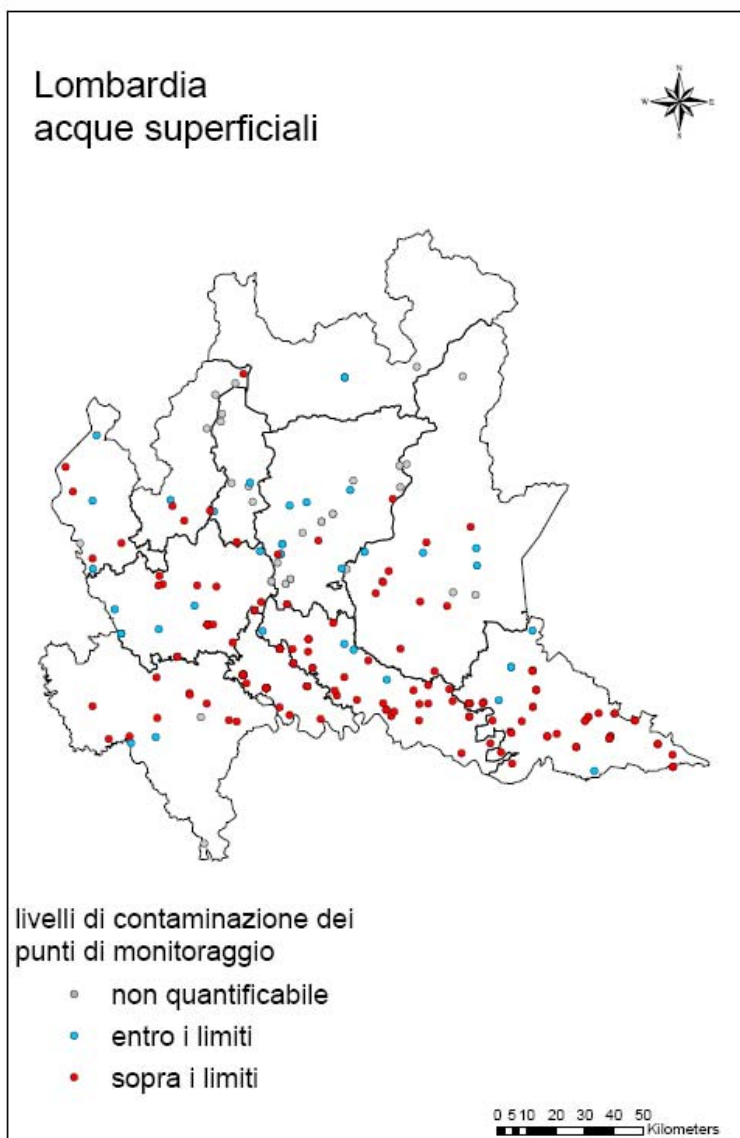 Lombardia
acque superficiali
N
W E
S
livelli di contaminazione dei
punti di monitoraggio
non quantificabile
entro i limiti
sopra i limiti
0 5 10 20 30 40 50
Kilometers